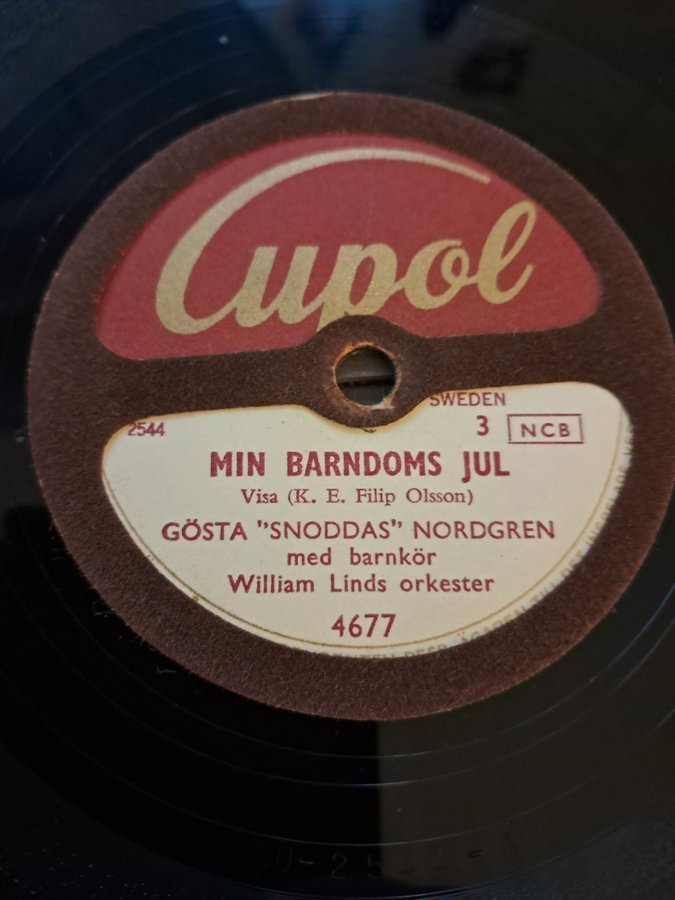 Cupol
SWEDEN
2544
3 NCB
MIN BARNDOMS JUL
Visa (K. E. Filip Olsson)
GÖSTA "SNODDAS" NORDGREN
med barnkör
William Linds orkester
4677